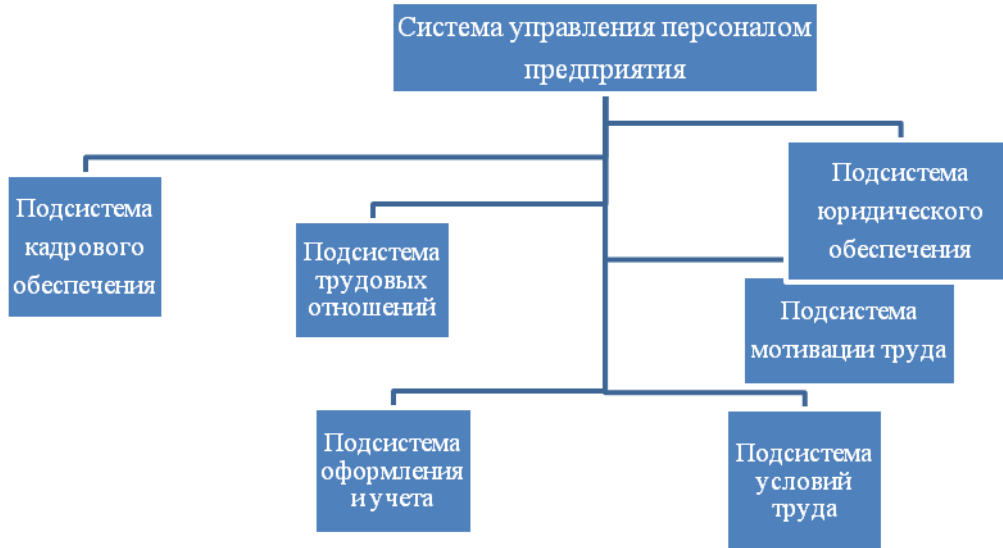 Система управления персоналом
предприятия
Подсистема
кадрового
обеспечения
Подсистема
трудовых
отношений
Подсистема
юридического
обеспечения
Подсистема
мотивации труда
Подсистема
оформления
и учета
Подсистема
условий
труда